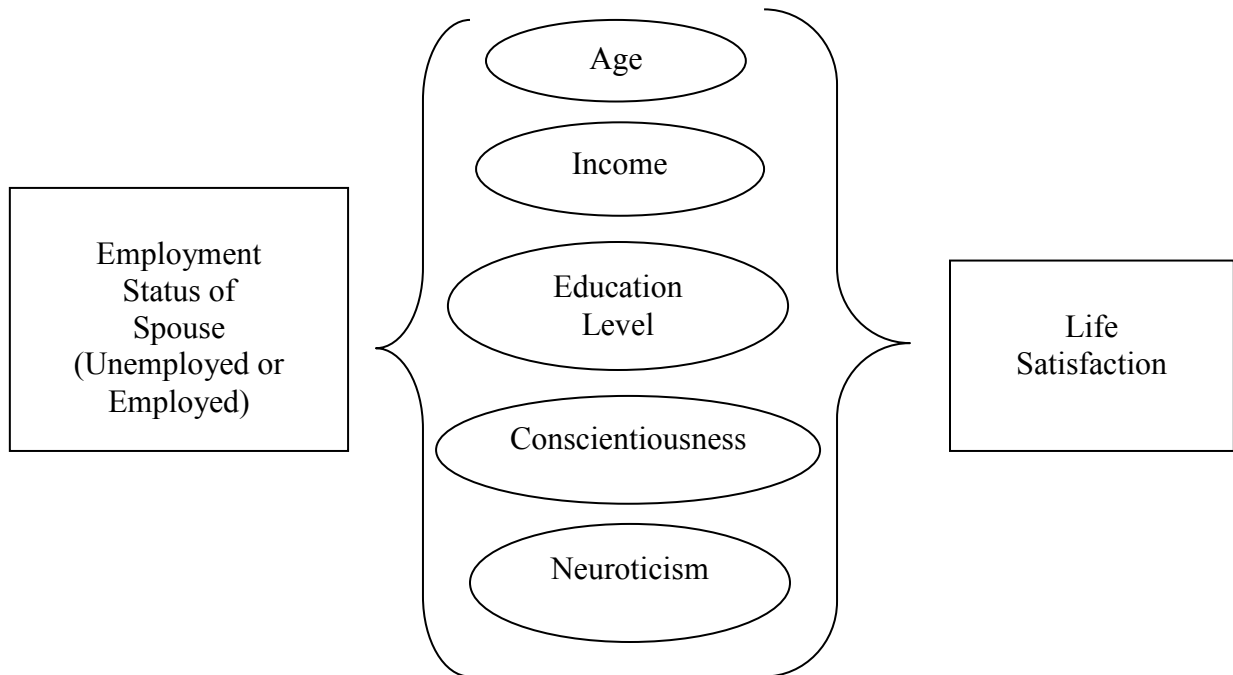 Age
Income
Employment
Status of
Spouse
(Unemployed or
Employed)
Education
Level
Conscientiousness
Neuroticism
Life
Satisfaction